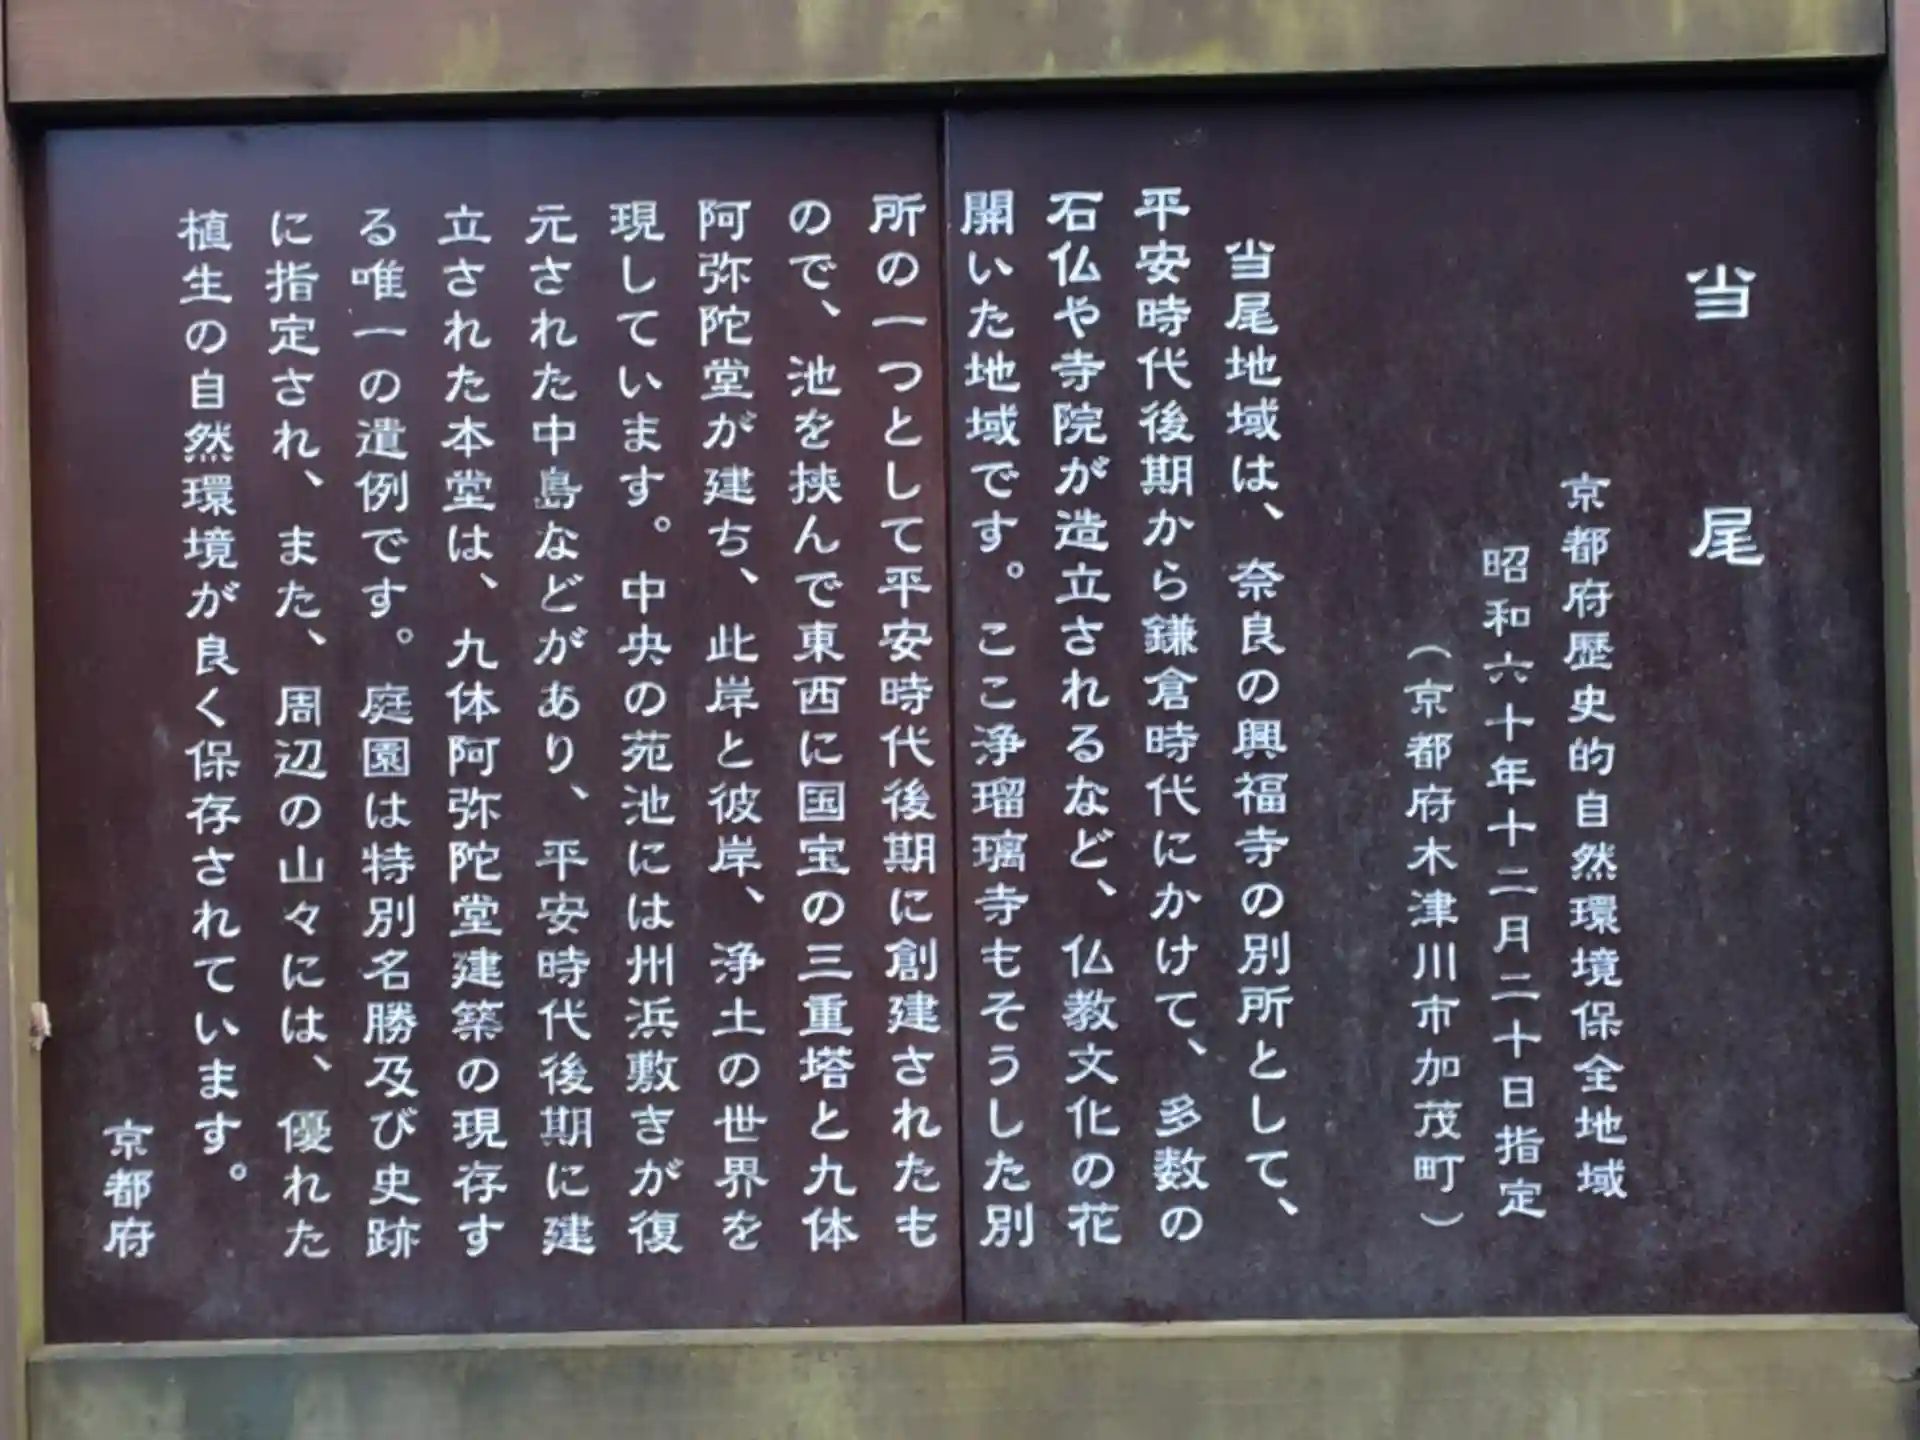 当尾
京都府歴史的自然環境保全地域
昭和六十年十二月二十日指定
（京都府木津川市加茂町）
当尾地域は、奈良の興福寺の別所として、
平安時代後期から鎌倉時代にかけて、多数の
石仏や寺院が造立されるなど、仏教文化の花
開いた地域です。ここ浄瑠璃寺もそうした別
所の一つとして平安時代後期に創建されたも
ので、池を挟んで東西に国宝の三重塔と九体
阿弥陀堂が建ち、此岸と彼岸、浄土の世界を
現しています。中央の苑池には州浜敷きが復
元された中島などがあり、平安時代後期に建
立された本堂は、九体阿弥陀堂建築の現存す
る唯一の遺例です。庭園は特別名勝及び史跡
に指定され、また、周辺の山々には、優れた
植生の自然環境が良く保存されています。
京都府